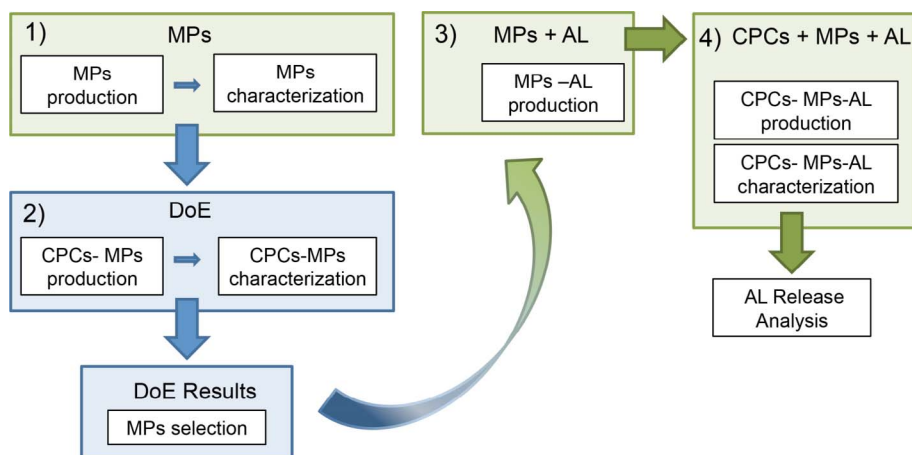 1)
MPs
MPs
production
MPs
characterization
2)
DoE
CPCs- MPs
production
CPCs-MPs
characterization
DoE Results
MPs selection
3)
MPs + AL
MPs –AL
production
4)
CPCs + MPs + AL
CPCs- MPs-AL
production
CPCs- MPs-AL
characterization
AL Release
Analysis